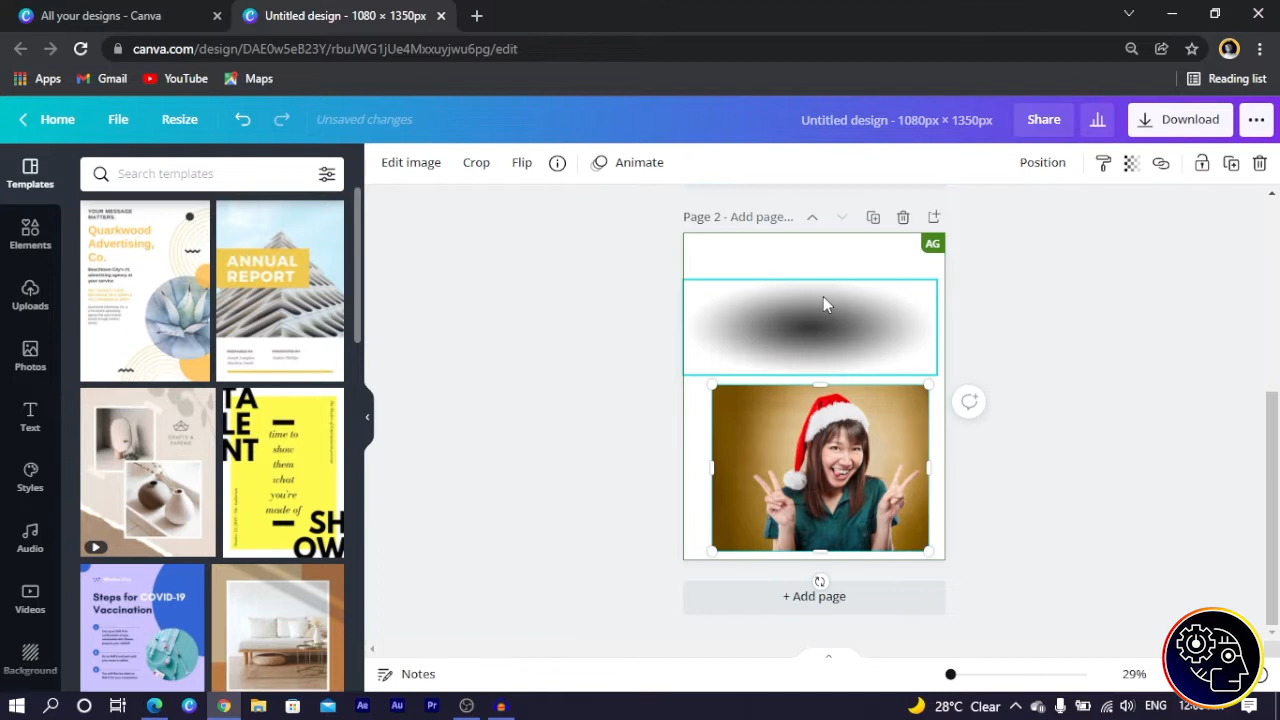 All your designs - Canva
Untitled design - 1080 × 1350px
canva.com/design/DAE0w5eB23Y/rbuJWG1jUe4Mxxuyjwu6pg/edit
Apps
Gmail
YouTube
Maps
Reading list
Home
File
Resize
Unsaved changes
Untitled design - 1080px × 1350px
Share
Download
Templates
Elements
Uploads
Photos
Text
Styles
Audio
Videos
Background
Search templates
YOUR MESSAGE
MATTERS.
Quarkwood
Advertising,
Co.
ANNUAL
REPORT
CRAFTS &
TA
LE
NT
time to
show
them
what
you're
made of
SH
OW
Steps for COVID-19
Vaccination
Edit image
Crop
Flip
Animate
Position
Page 2 - Add page...
AG
+ Add page
Notes
29%
Ae
Au
Pr
28°C Clear
ENG